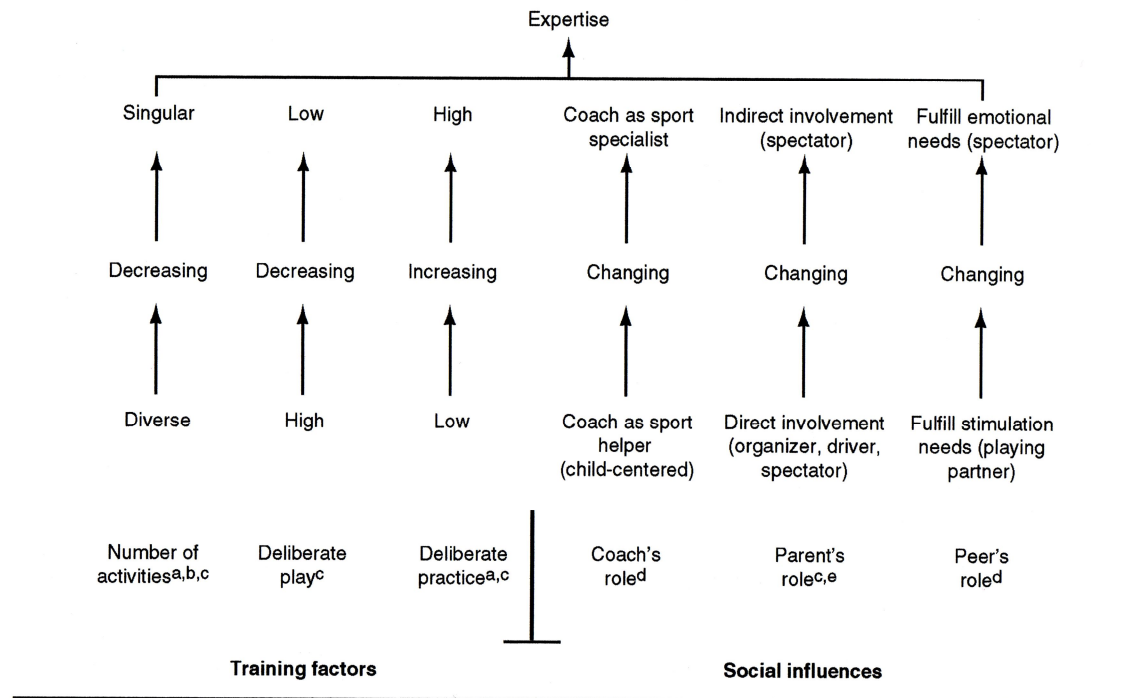 Expertise
Singular
Low
High
Coach as sport
specialist
Indirect involvement
(spectator)
Fulfill emotional
needs (spectator)
Decreasing
Decreasing
Increasing
Changing
Changing
Changing
Diverse
High
Low
Coach as sport
helper
(child-centered)
Direct involvement
(organizer, driver,
spectator)
Fulfill stimulation
needs (playing
partner)
Number of
activitiesa,b,c
Deliberate
playc
Deliberate
practicea,c
Coach's
roled
Parent's
rolec,e
Peer's
roled
Training factors
Social influences